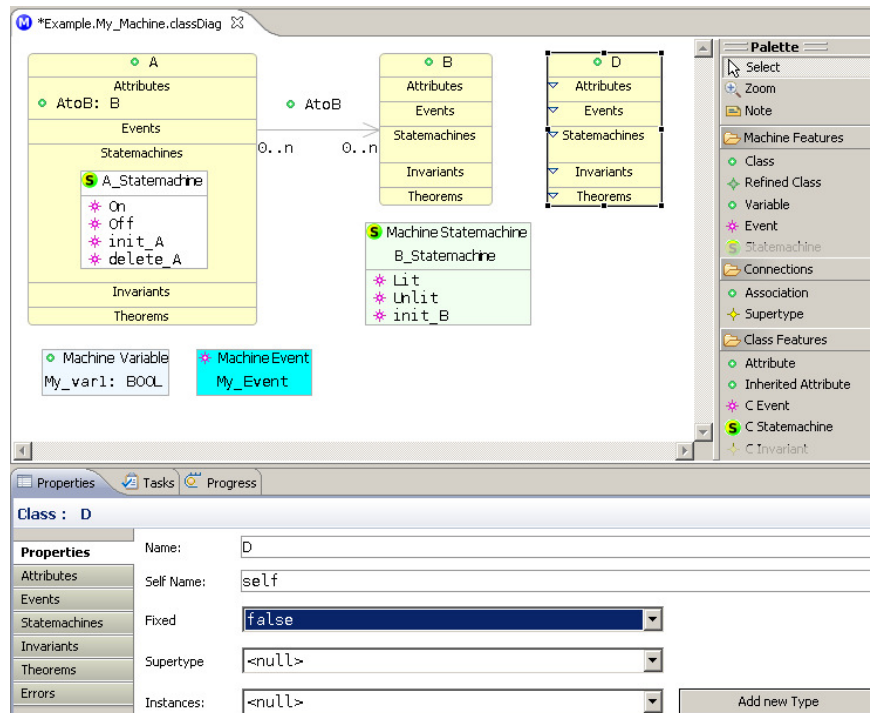 *Example.My_Machine.classDiag
A
Attributes
AtoB: B
Events
Statemachines
S A_Statemachine
On
Off
init_A
delete_A
Invariants
Theorems
AtoB
0..n 0..n
B
Attributes
Events
Statemachines
Invariants
Theorems
D
Attributes
Events
Statemachines
Invariants
Theorems
S Machine Statemachine
B_Statemachine
Lit
Unlit
init_B
Machine Variable
My_var1: BOOL
Machine Event
My_Event
Palette
Select
Zoom
Note
Machine Features
Class
Refined Class
Variable
Event
S Statemachine
Connections
Association
Supertype
Class Features
Attribute
Inherited Attribute
C Event
S C Statemachine
C Invariant
Properties Tasks Progress
Class : D
Properties
Attributes
Events
Statemachines
Invariants
Theorems
Errors
Name: D
Self Name: self
Fixed false
Supertype <null>
Instances: <null> Add new Type